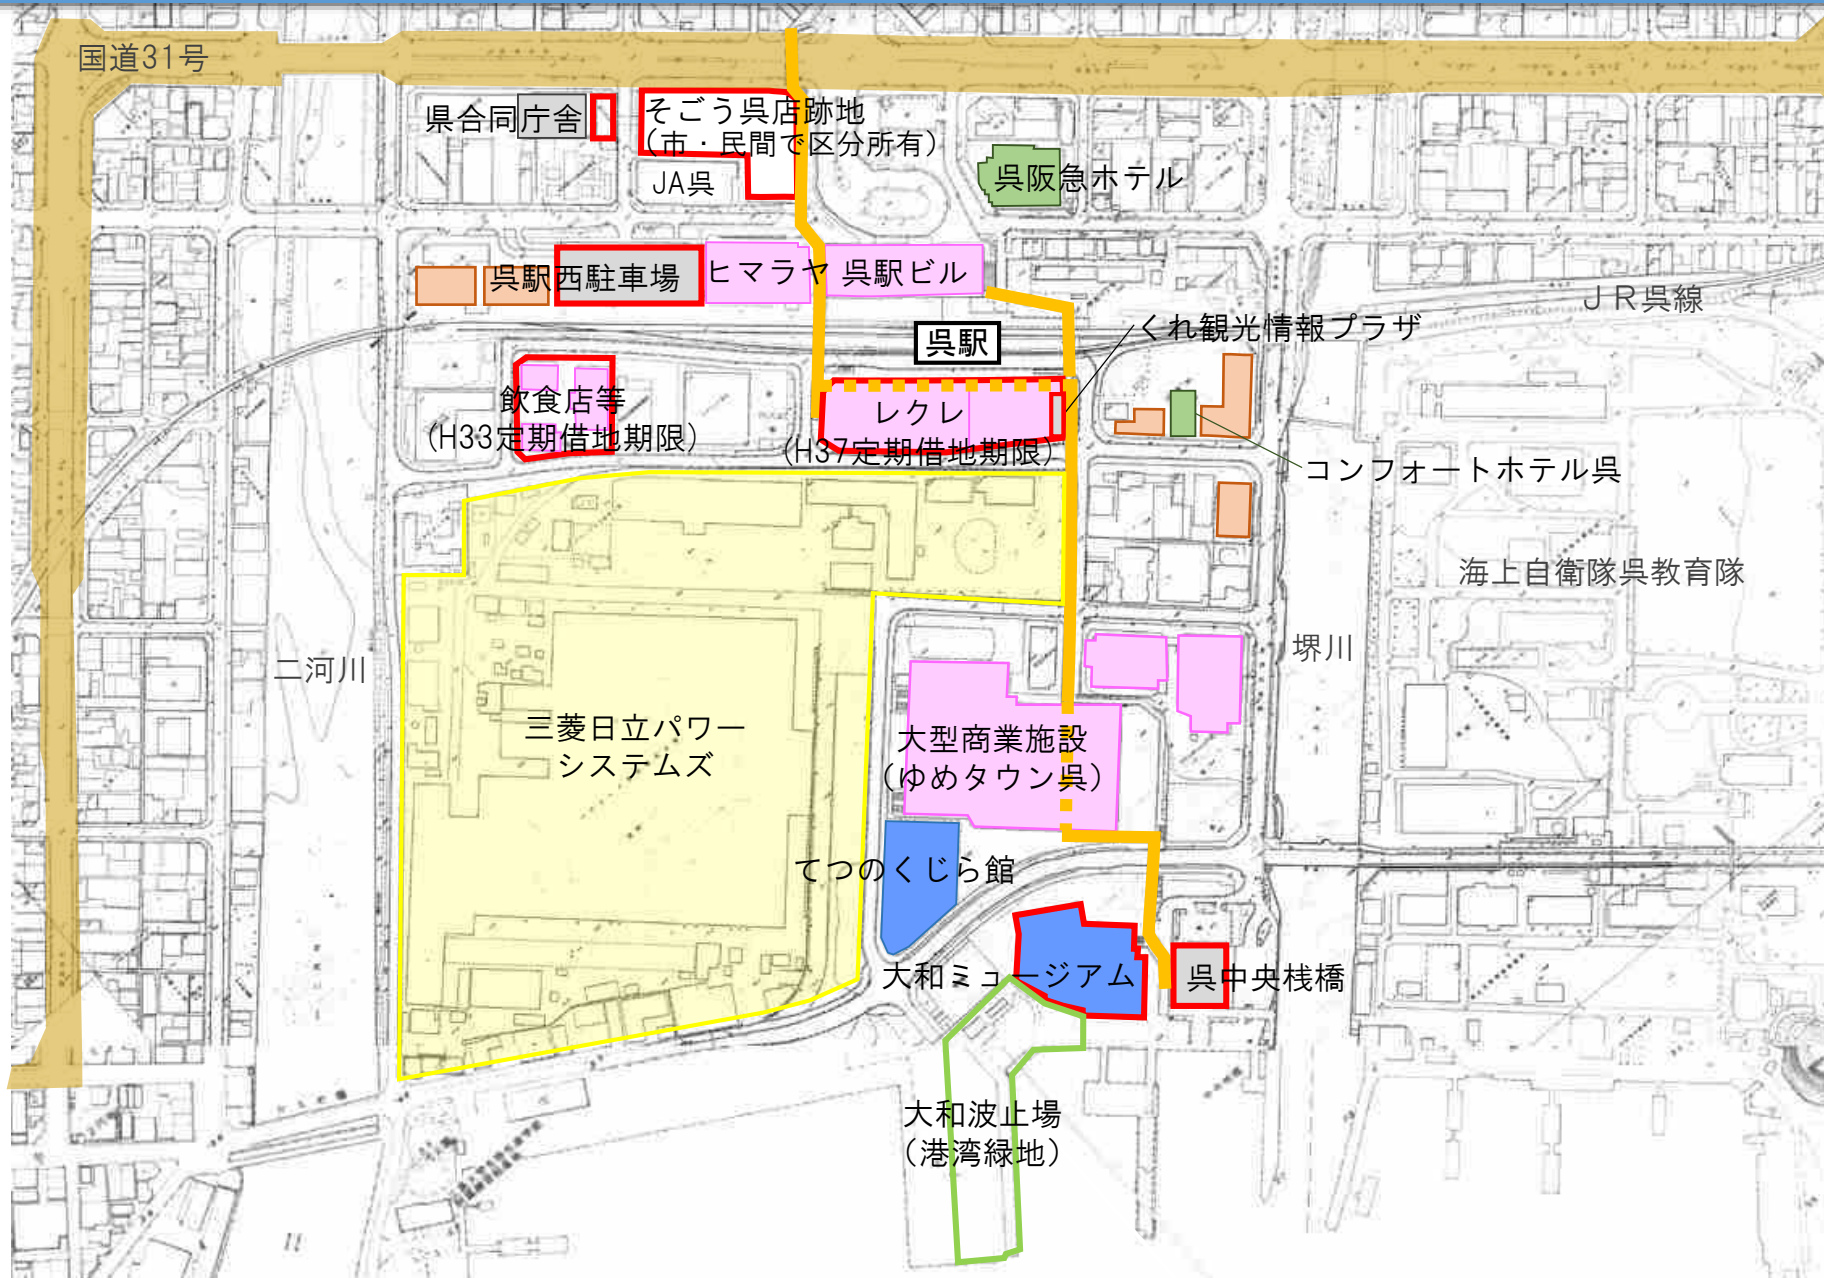 国道31号
県合同庁舎
そごう呉店跡地
(市・民間で区分所有)
JA呉
呉阪急ホテル
呉駅西駐車場
ヒマラヤ
呉駅ビル
JR呉線
くれ観光情報プラザ
呉駅
飲食店等
(H33定期借地期限)
レクレ
(H37定期借地期限)
コンフォートホテル呉
海上自衛隊呉教育隊
二河川
堺川
三菱日立パワー
システムズ
大型商業施設
(ゆめタウン呉)
てつのくじら館
大和ミュージアム
呉中央桟橋
大和波止場
(港湾緑地)